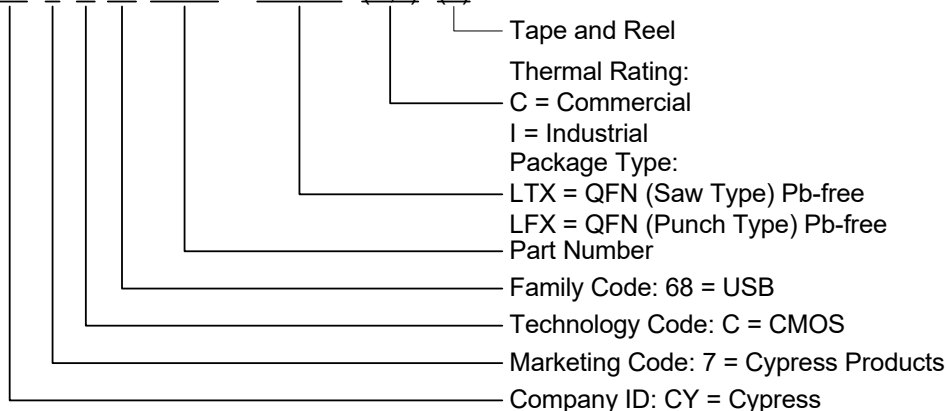 Tape and Reel
Thermal Rating:
C = Commercial
I = Industrial
Package Type:
LTX = QFN (Saw Type) Pb-free
LFX = QFN (Punch Type) Pb-free
Part Number
Family Code: 68 = USB
Technology Code: C = CMOS
Marketing Code: 7 = Cypress Products
Company ID: CY = Cypress